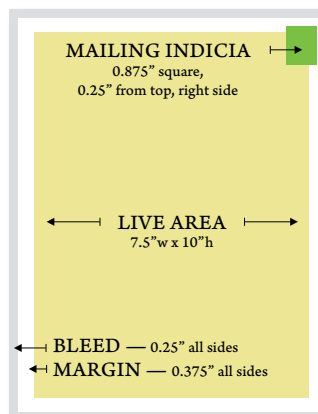 MAILING INDICIA
0.875” square,
0.25” from top, right side
LIVE AREA
7.5”w x 10”h
BLEED — 0.25” all sides
MARGIN — 0.375” all sides